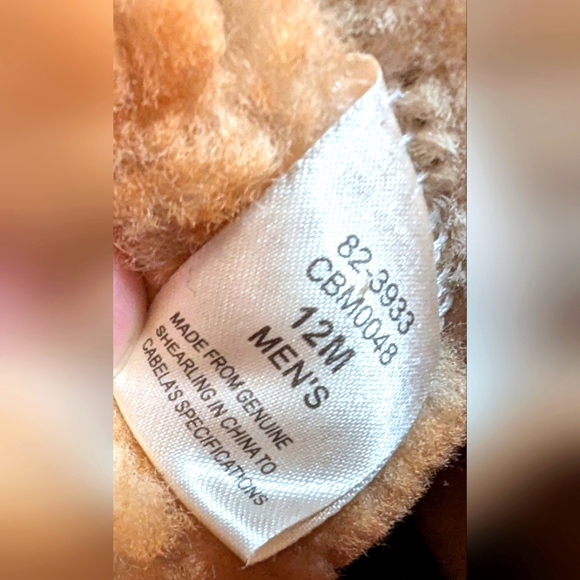 82-3933
CBM0048
12M
MEN'S
MADE FROM GENUINE
SHEARLING IN CHINA TO
CABELA'S SPECIFICATIONS